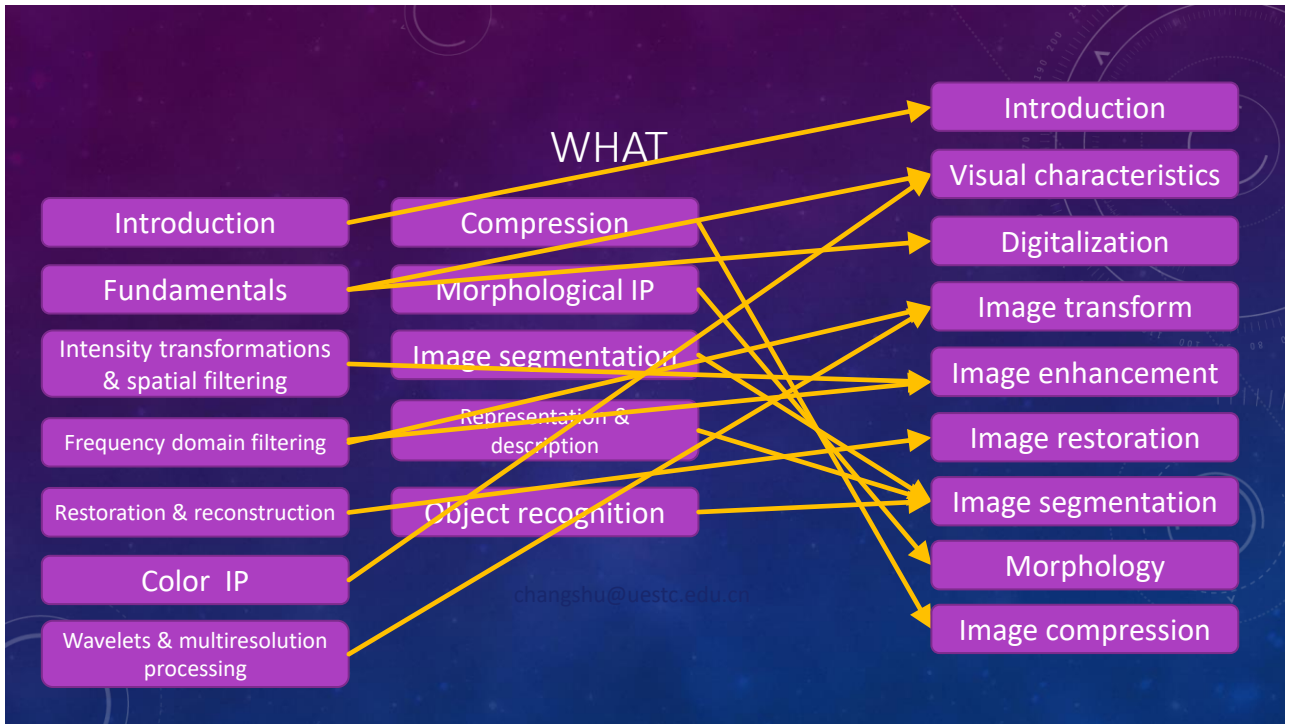 WHAT
Introduction
Fundamentals
Intensity transformations
& spatial filtering
Frequency domain filtering
Restoration & reconstruction
Color IP
Wavelets & multiresolution
processing
Compression
Morphological IP
Image segmentation
Representation &
description
Object recognition
changshu@uestc.edu.cn
Introduction
Visual characteristics
Digitalization
Image transform
Image enhancement
Image restoration
Image segmentation
Morphology
Image compression